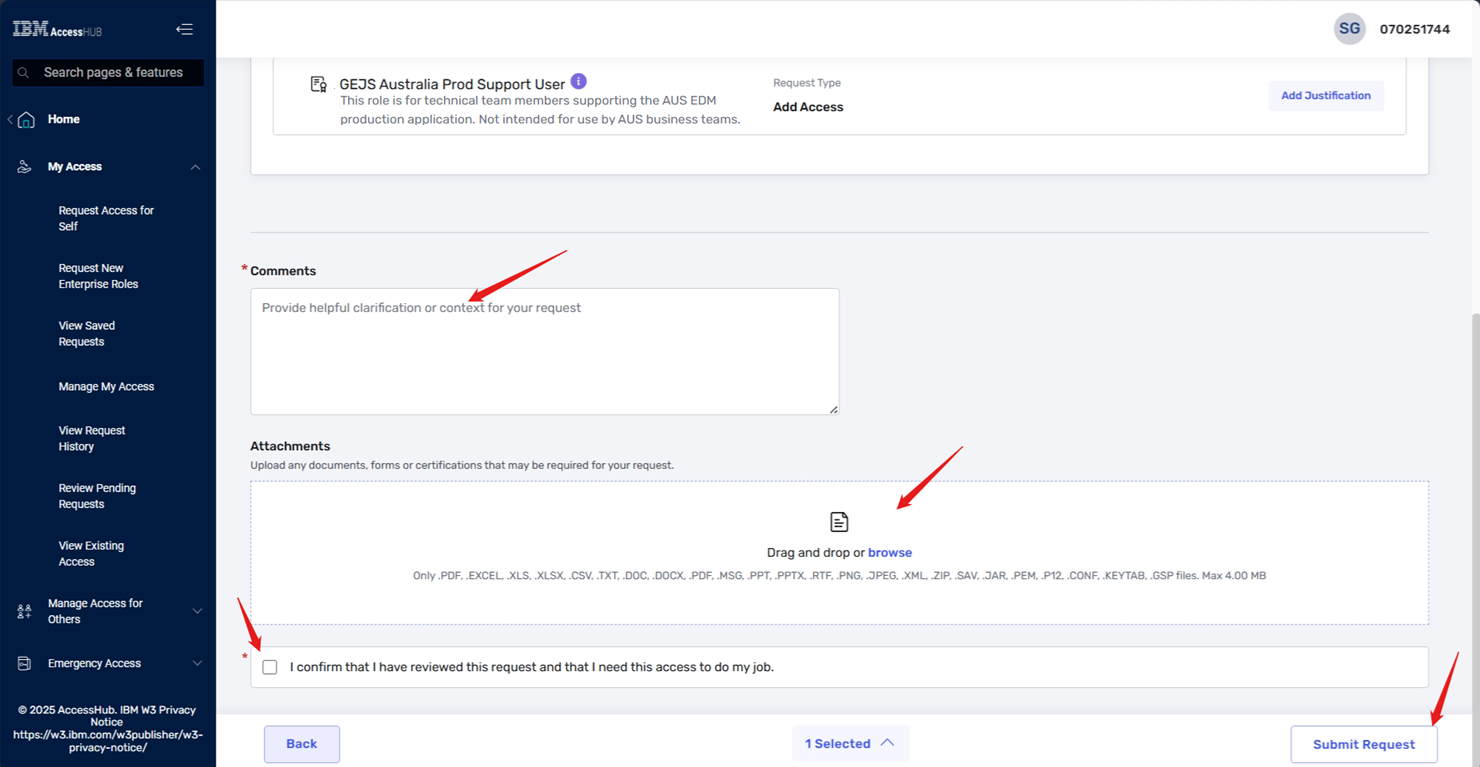 IBM AccessHUB
Search pages & features
Home
My Access
Request Access for
Self
Request New
Enterprise Roles
View Saved
Requests
Manage My Access
View Request
History
Review Pending
Requests
View Existing
Access
Manage Access for
Others
Emergency Access
© 2025 AccessHub. IBM W3 Privacy
Notice
https://w3.ibm.com/w3publisher/w3-
privacy-notice/
SG 070251744
GEJS Australia Prod Support User i
This role is for technical team members supporting the AUS EDM
production application. Not intended for use by AUS business teams.
Request Type
Add Access
Add Justification
* Comments
Provide helpful clarification or context for your request
Attachments
Upload any documents, forms or certifications that may be required for your request.
Drag and drop or browse
Only .PDF, .EXCEL, .XLS, .XLSX, .CSV, .TXT, .DOC, .DOCX, .PDF, .MSG, .PPT, .PPTX, .RTF, .PNG, .JPEG, .XML, .ZIP, .SAV, .JAR, .PEM, .P12, .CONF, .KEYTAB, .GSP files. Max 4.00 MB
* I confirm that I have reviewed this request and that I need this access to do my job.
Back
1 Selected
Submit Request